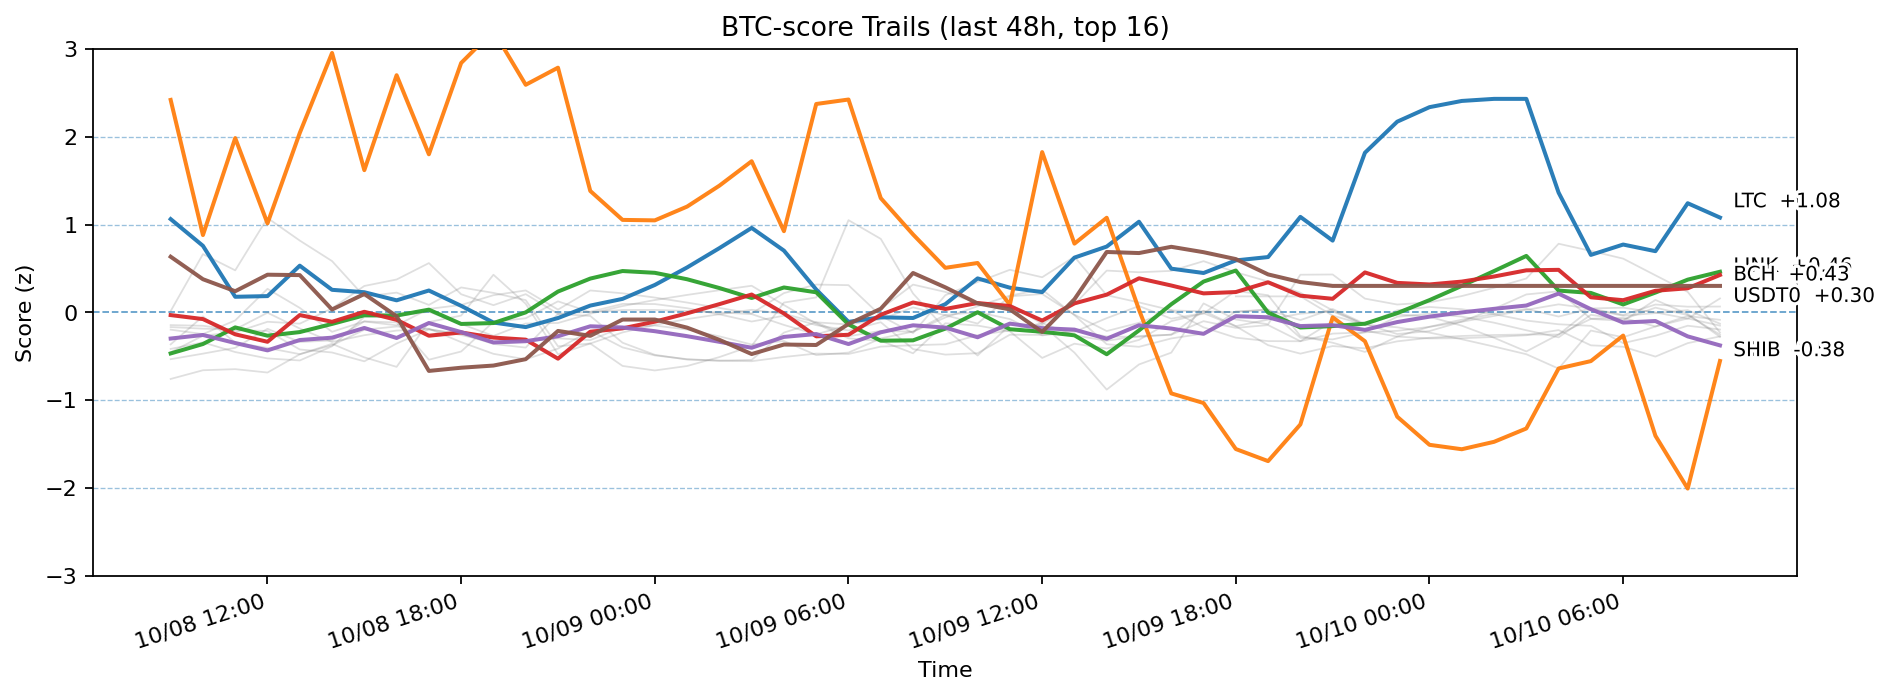 BTC-score Trails (last 48h, top 16)
Score (z)
3
2
1
0
−1
−2
−3
LTC +1.08
BCH +0.43
USDT0 +0.30
SHIB -0.38
10/08 12:00
10/08 18:00
10/09 00:00
10/09 06:00
10/09 12:00
10/09 18:00
10/10 00:00
10/10 06:00
Time